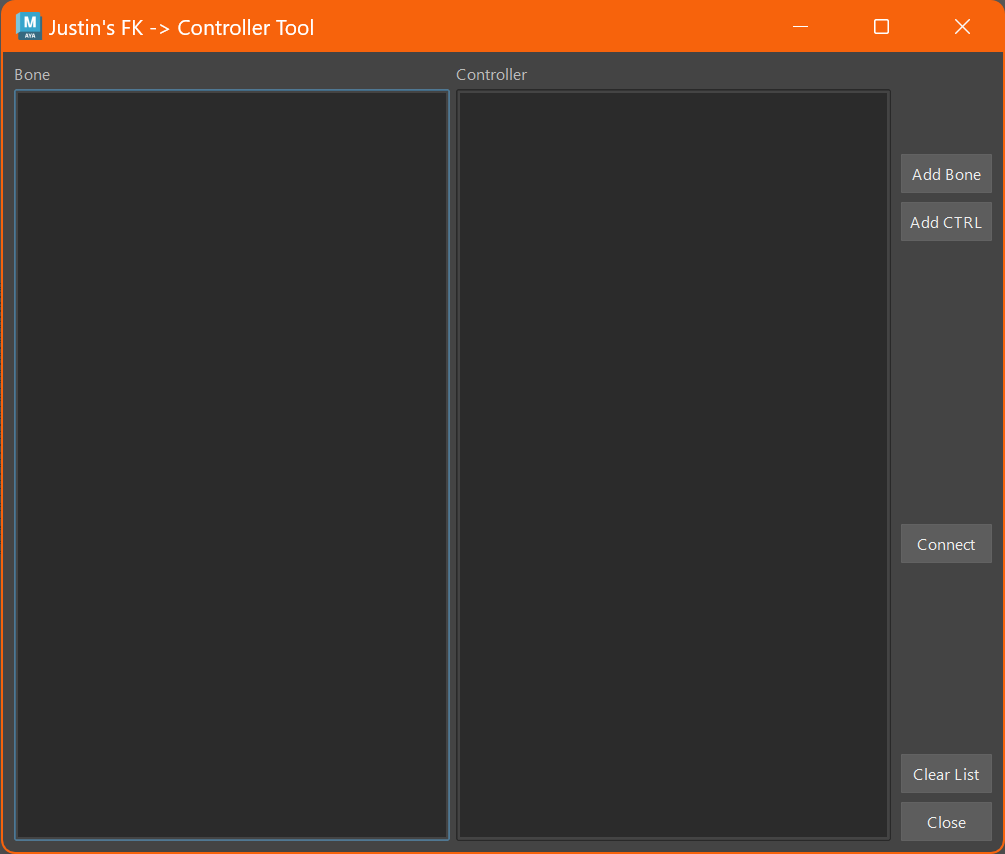 M
AYA
Justin's FK -> Controller Tool
Bone
Controller
Add Bone
Add CTRL
Connect
Clear List
Close